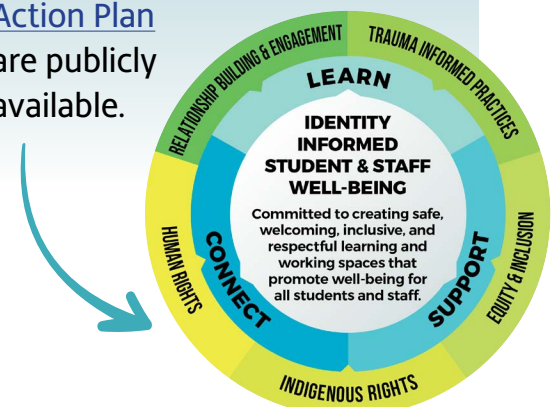 Action Plan
are publicly
available.
RELATIONSHIP BUILDING & ENGAGEMENT
TRAUMA INFORMED PRACTICES
LEARN
IDENTITY
INFORMED
STUDENT & STAFF
WELL-BEING
Committed to creating safe,
welcoming, inclusive, and
respectful learning and
working spaces that
promote well-being for
all students and staff.
CONNECT
SUPPORT
HUMAN RIGHTS
EQUITY & INCLUSION
INDIGENOUS RIGHTS